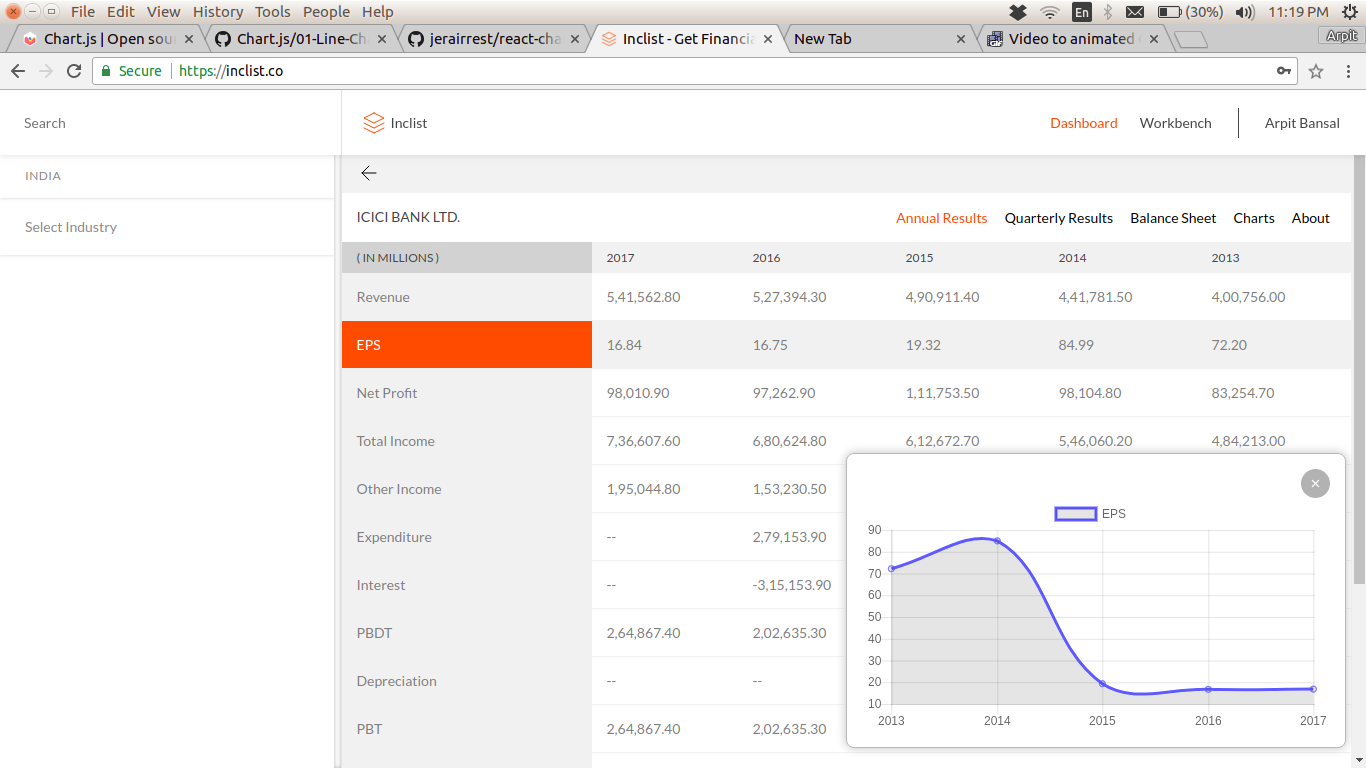 File Edit View History Tools People Help En (30%) 11:19 PM
Chart.js | Open sou Chart.js/01-Line-Ch jerairrest/react-cha Inclist - Get Financia New Tab Video to animated Arpit
Secure https://inclist.co
Search Inclist Dashboard Workbench Arpit Bansal
INDIA
Select Industry
ICICI BANK LTD. Annual Results Quarterly Results Balance Sheet Charts About
( IN MILLIONS ) 2017 2016 2015 2014 2013
Revenue 5,41,562.80 5,27,394.30 4,90,911.40 4,41,781.50 4,00,756.00
EPS 16.84 16.75 19.32 84.99 72.20
Net Profit 98,010.90 97,262.90 1,11,753.50 98,104.80 83,254.70
Total Income 7,36,607.60 6,80,624.80 6,12,672.70 5,46,060.20 4,84,213.00
Other Income 1,95,044.80 1,53,230.50
Expenditure -- 2,79,153.90
Interest -- -3,15,153.90
PBDT 2,64,867.40 2,02,635.30
Depreciation -- --
PBT 2,64,867.40 2,02,635.30
EPS
90
80
70
60
50
40
30
20
10
2013 2014 2015 2016 2017